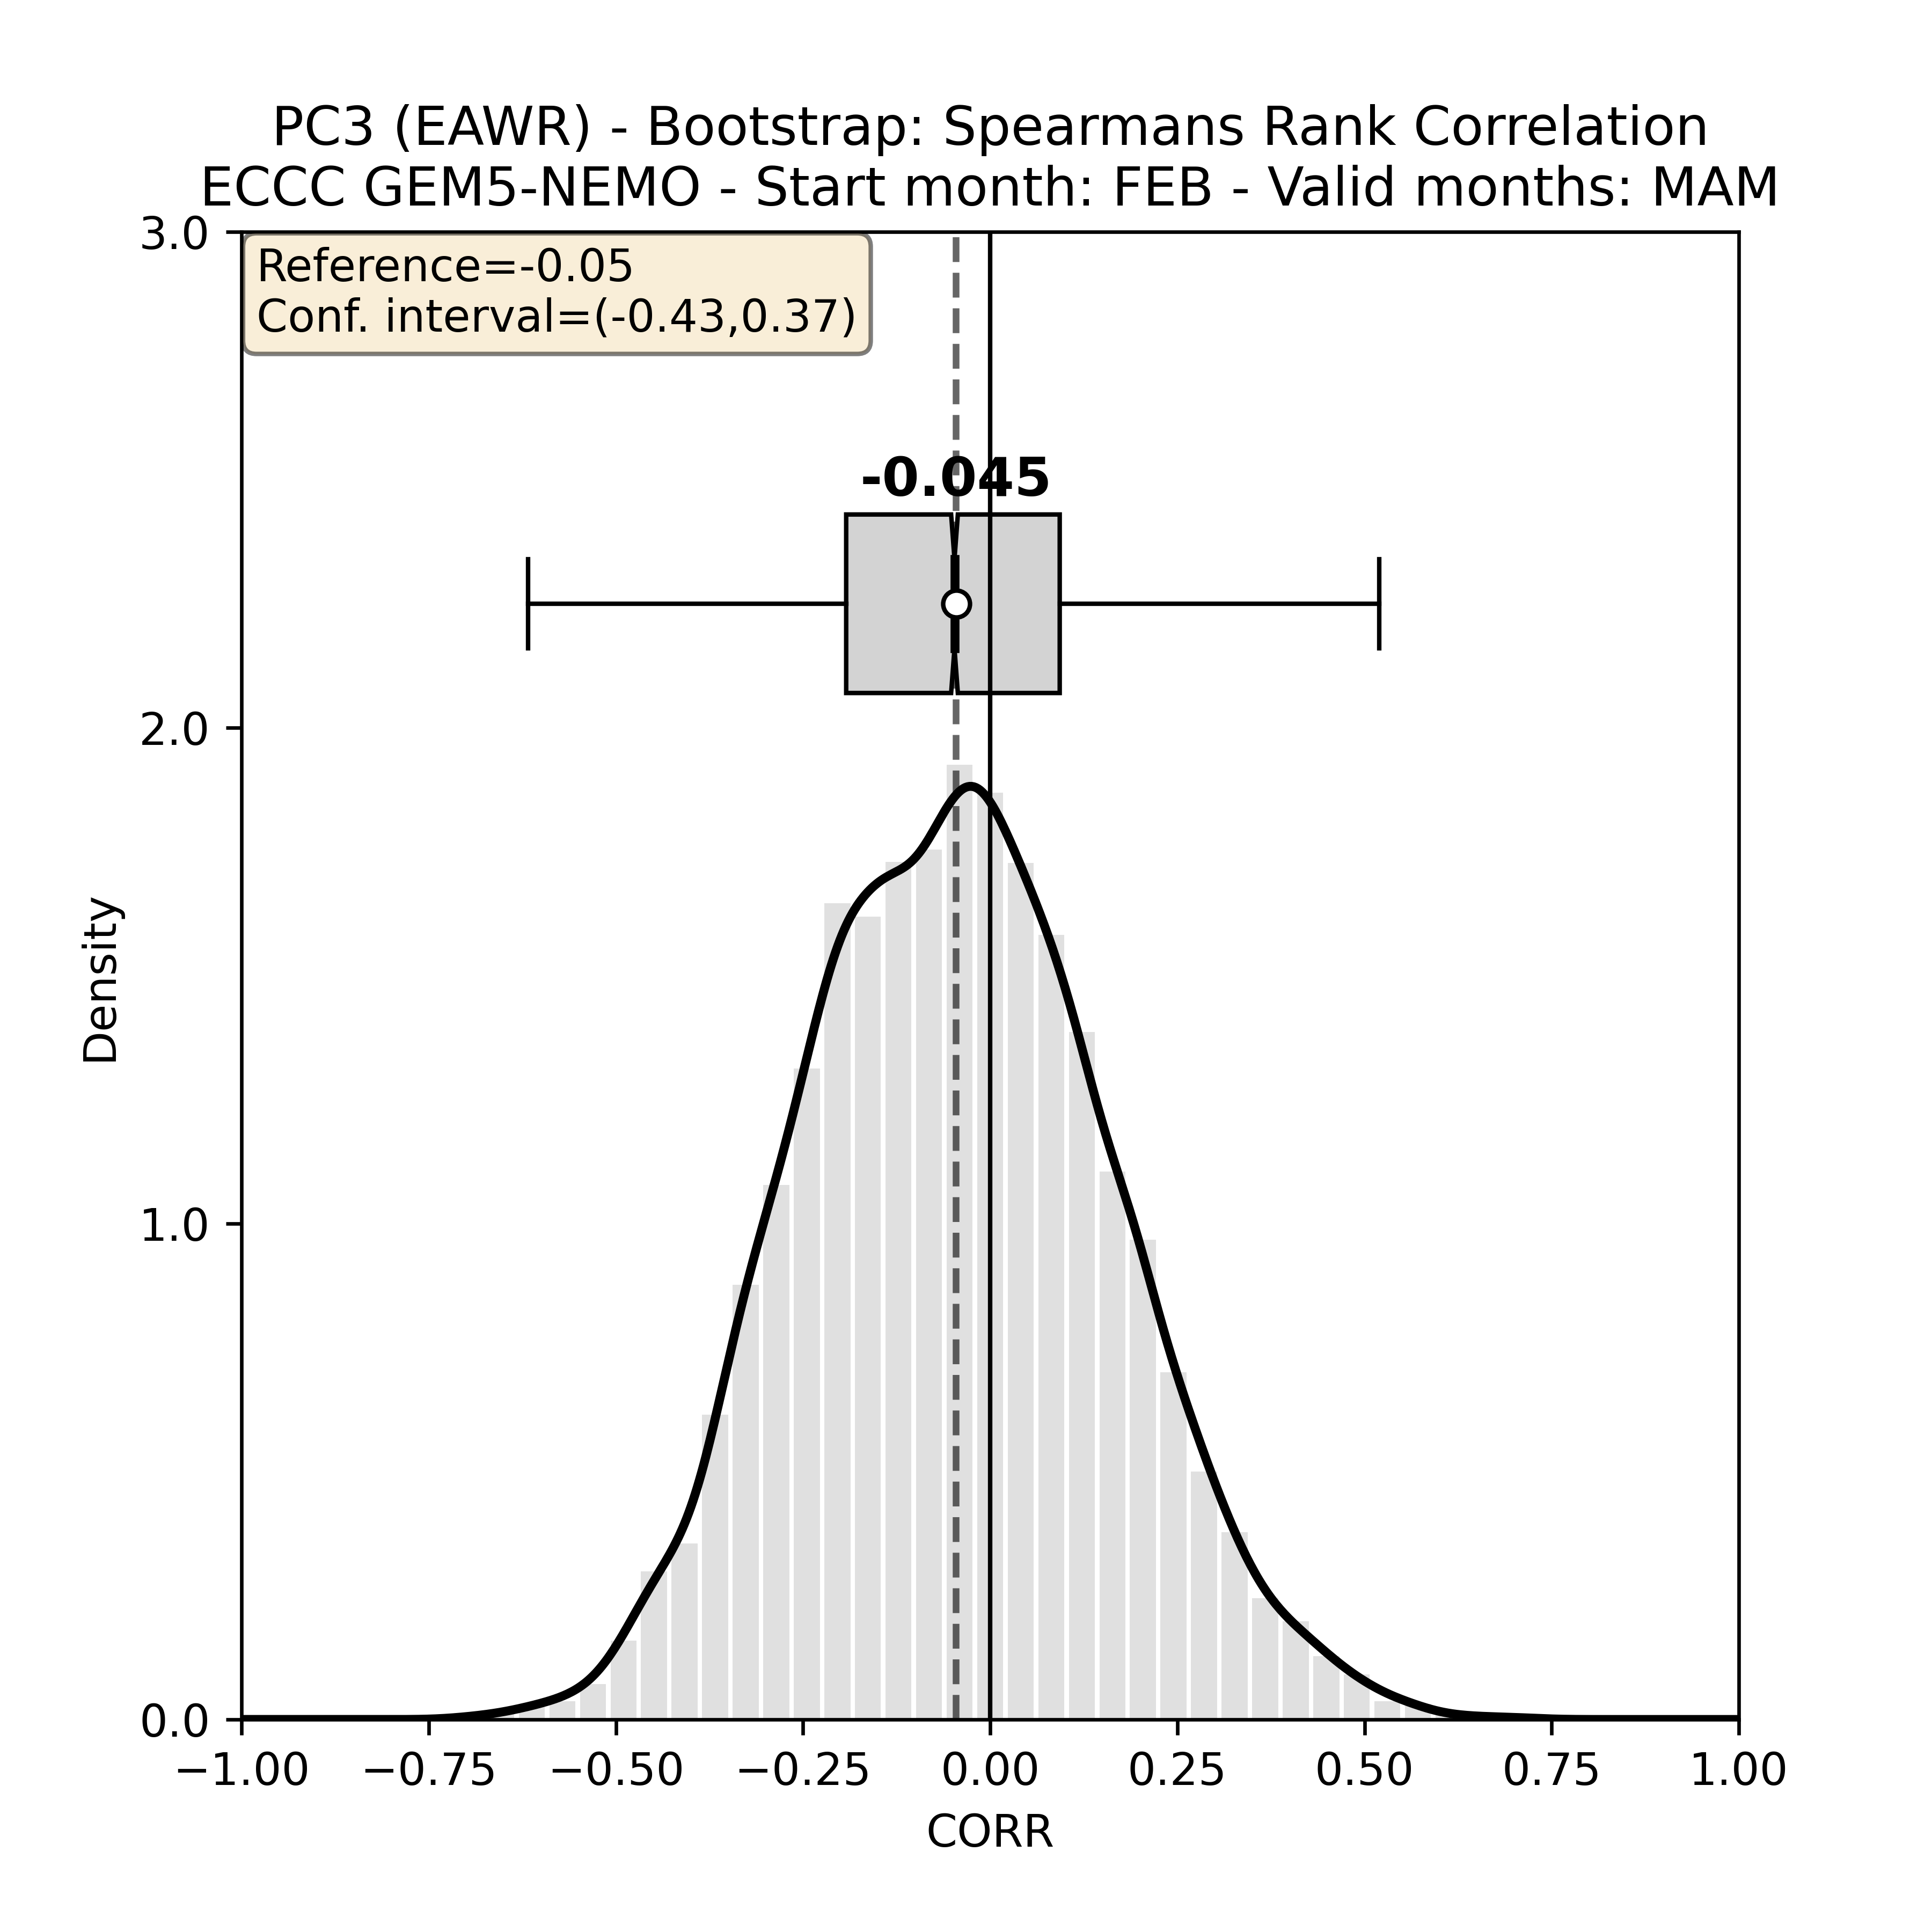 PC3 (EAWR) - Bootstrap: Spearmans Rank Correlation
ECCC GEM5-NEMO - Start month: FEB - Valid months: MAM
3.0
Reference=-0.05
Conf. interval=(-0.43,0.37)
-0.045
2.0
Density
1.0
0.0
−1.00 −0.75 −0.50 −0.25 0.00 0.25 0.50 0.75 1.00
CORR